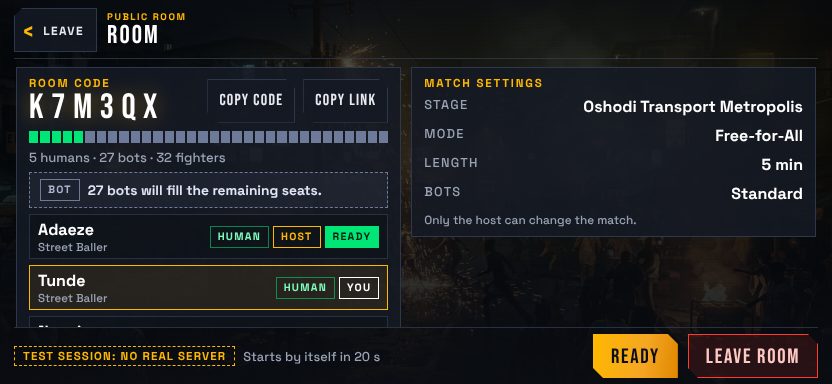 < LEAVE
PUBLIC ROOM
ROOM
ROOM CODE
K7M3QX
COPY CODE
COPY LINK
5 humans · 27 bots · 32 fighters
BOT 27 bots will fill the remaining seats.
Adaeze
Street Baller
HUMAN HOST READY
Tunde
Street Baller
HUMAN YOU
MATCH SETTINGS
STAGE Oshodi Transport Metropolis
MODE Free-for-All
LENGTH 5 min
BOTS Standard
Only the host can change the match.
TEST SESSION: NO REAL SERVER Starts by itself in 20 s
READY
LEAVE ROOM